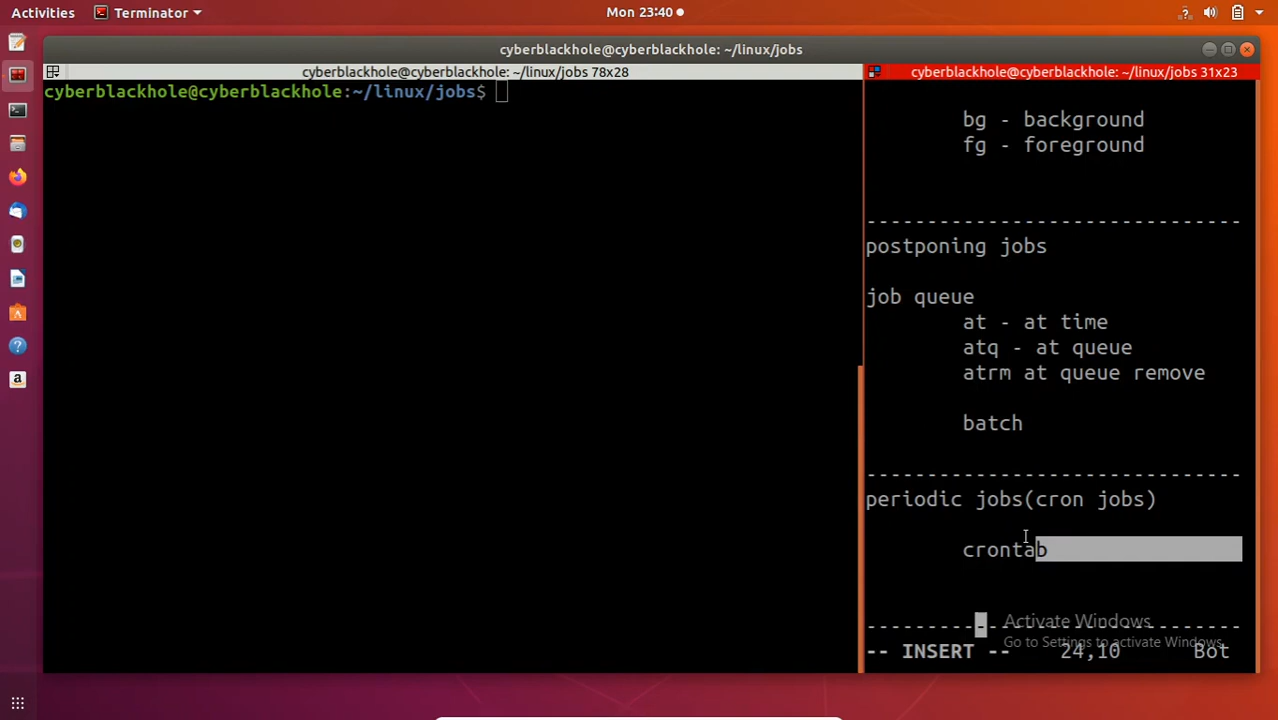 Activities Terminator Mon 23:40
cyberblackhole@cyberblackhole: ~/linux/jobs
cyberblackhole@cyberblackhole: ~/linux/jobs 78x28
cyberblackhole@cyberblackhole:~/linux/jobs$
cyberblackhole@cyberblackhole: ~/linux/jobs 31x23
bg - background
fg - foreground
-------------------------------
postponing jobs
job queue
at - at time
atq - at queue
atrm at queue remove
batch
-------------------------------
periodic jobs(cron jobs)
crontab
-------------------------------
-- INSERT -- 24,10 Bot
Activate Windows
Go to Settings to activate Windows.